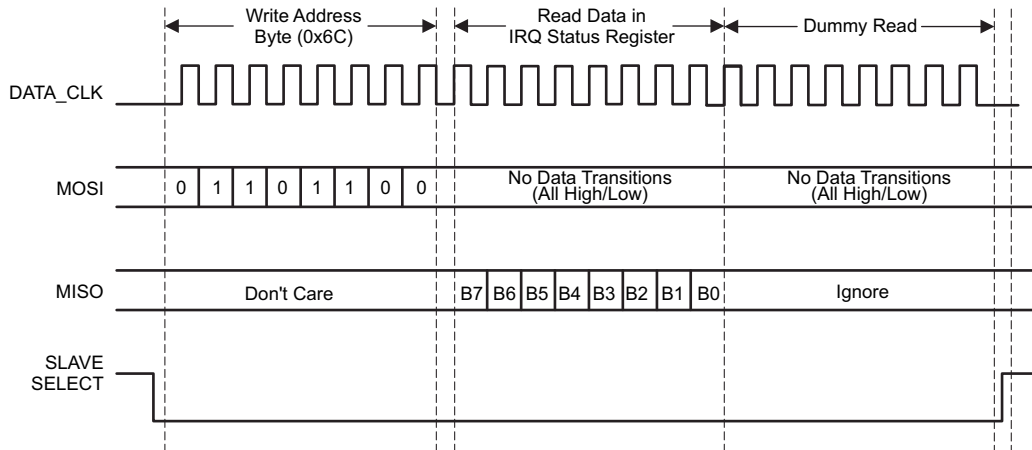 Write Address
Byte (0x6C)
Read Data in
IRQ Status Register
Dummy Read
DATA_CLK
MOSI
0 1 1 0 1 1 0 0
No Data Transitions
(All High/Low)
No Data Transitions
(All High/Low)
MISO
Don't Care
B7 B6 B5 B4 B3 B2 B1 B0
Ignore
SLAVE
SELECT